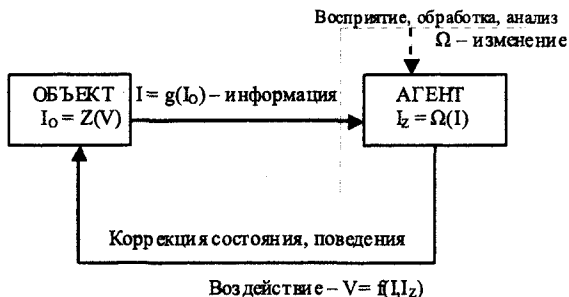 Восприятие, обработка, анализ
Ω – изменение
ОБЪЕКТ
I₀ = Z(V)
I = g(I₀) – информация
АГЕНТ
I_Z = Ω(I)
Коррекция состояния, поведения
Воздействие – V = f(I,I_Z)